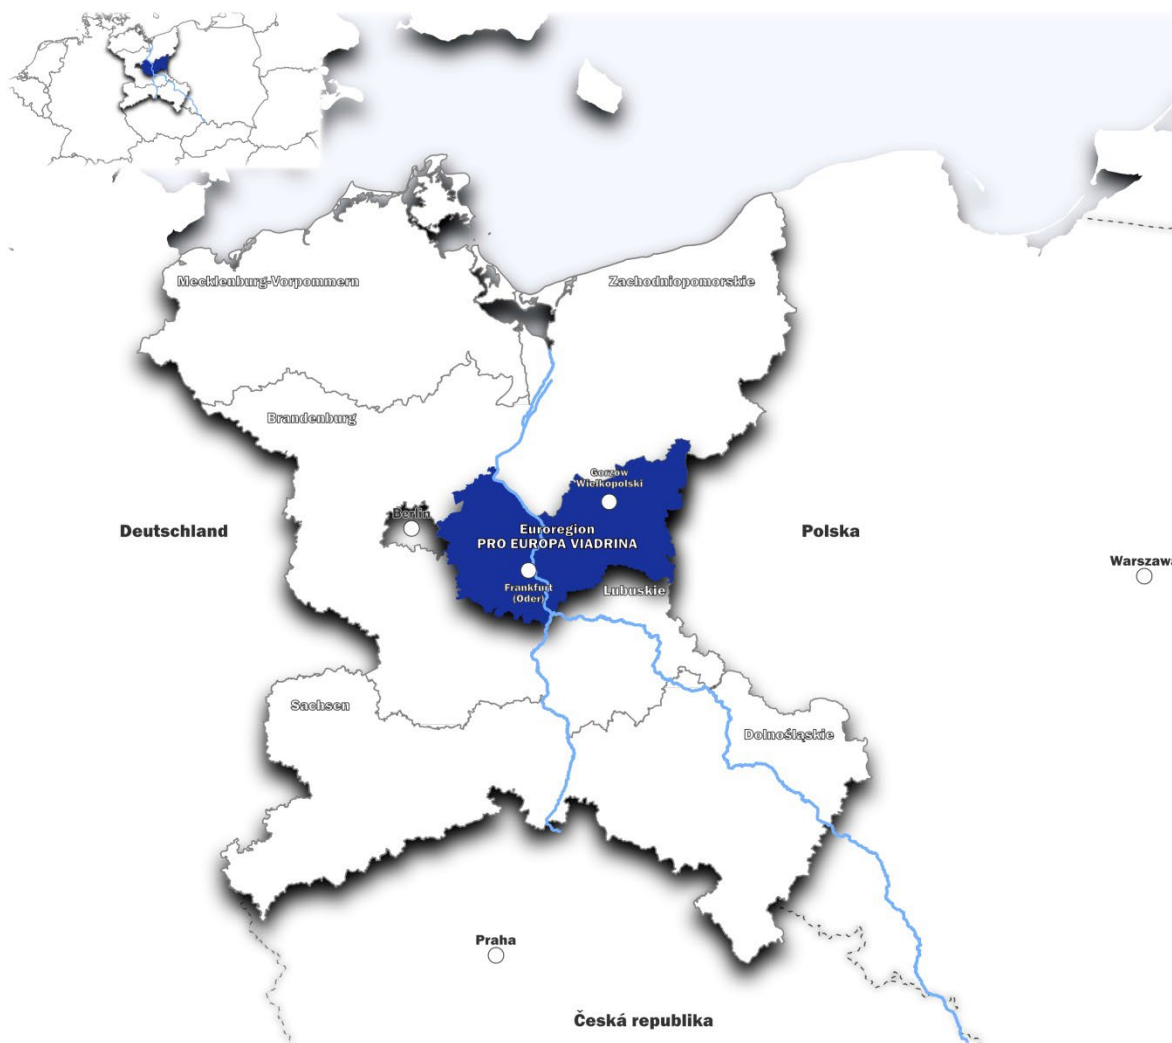 Mecklenburg-Vorpommern
Zachodniopomorskie
Brandenburg
Gorzów
Wielkopolski
Berlin
Deutschland
Euroregion
PRO EUROPA VIADRINA
Polska
Warszawa
Frankfurt
(Oder)
Lubuskie
Sachsen
Dolnośląskie
Praha
Česká republika